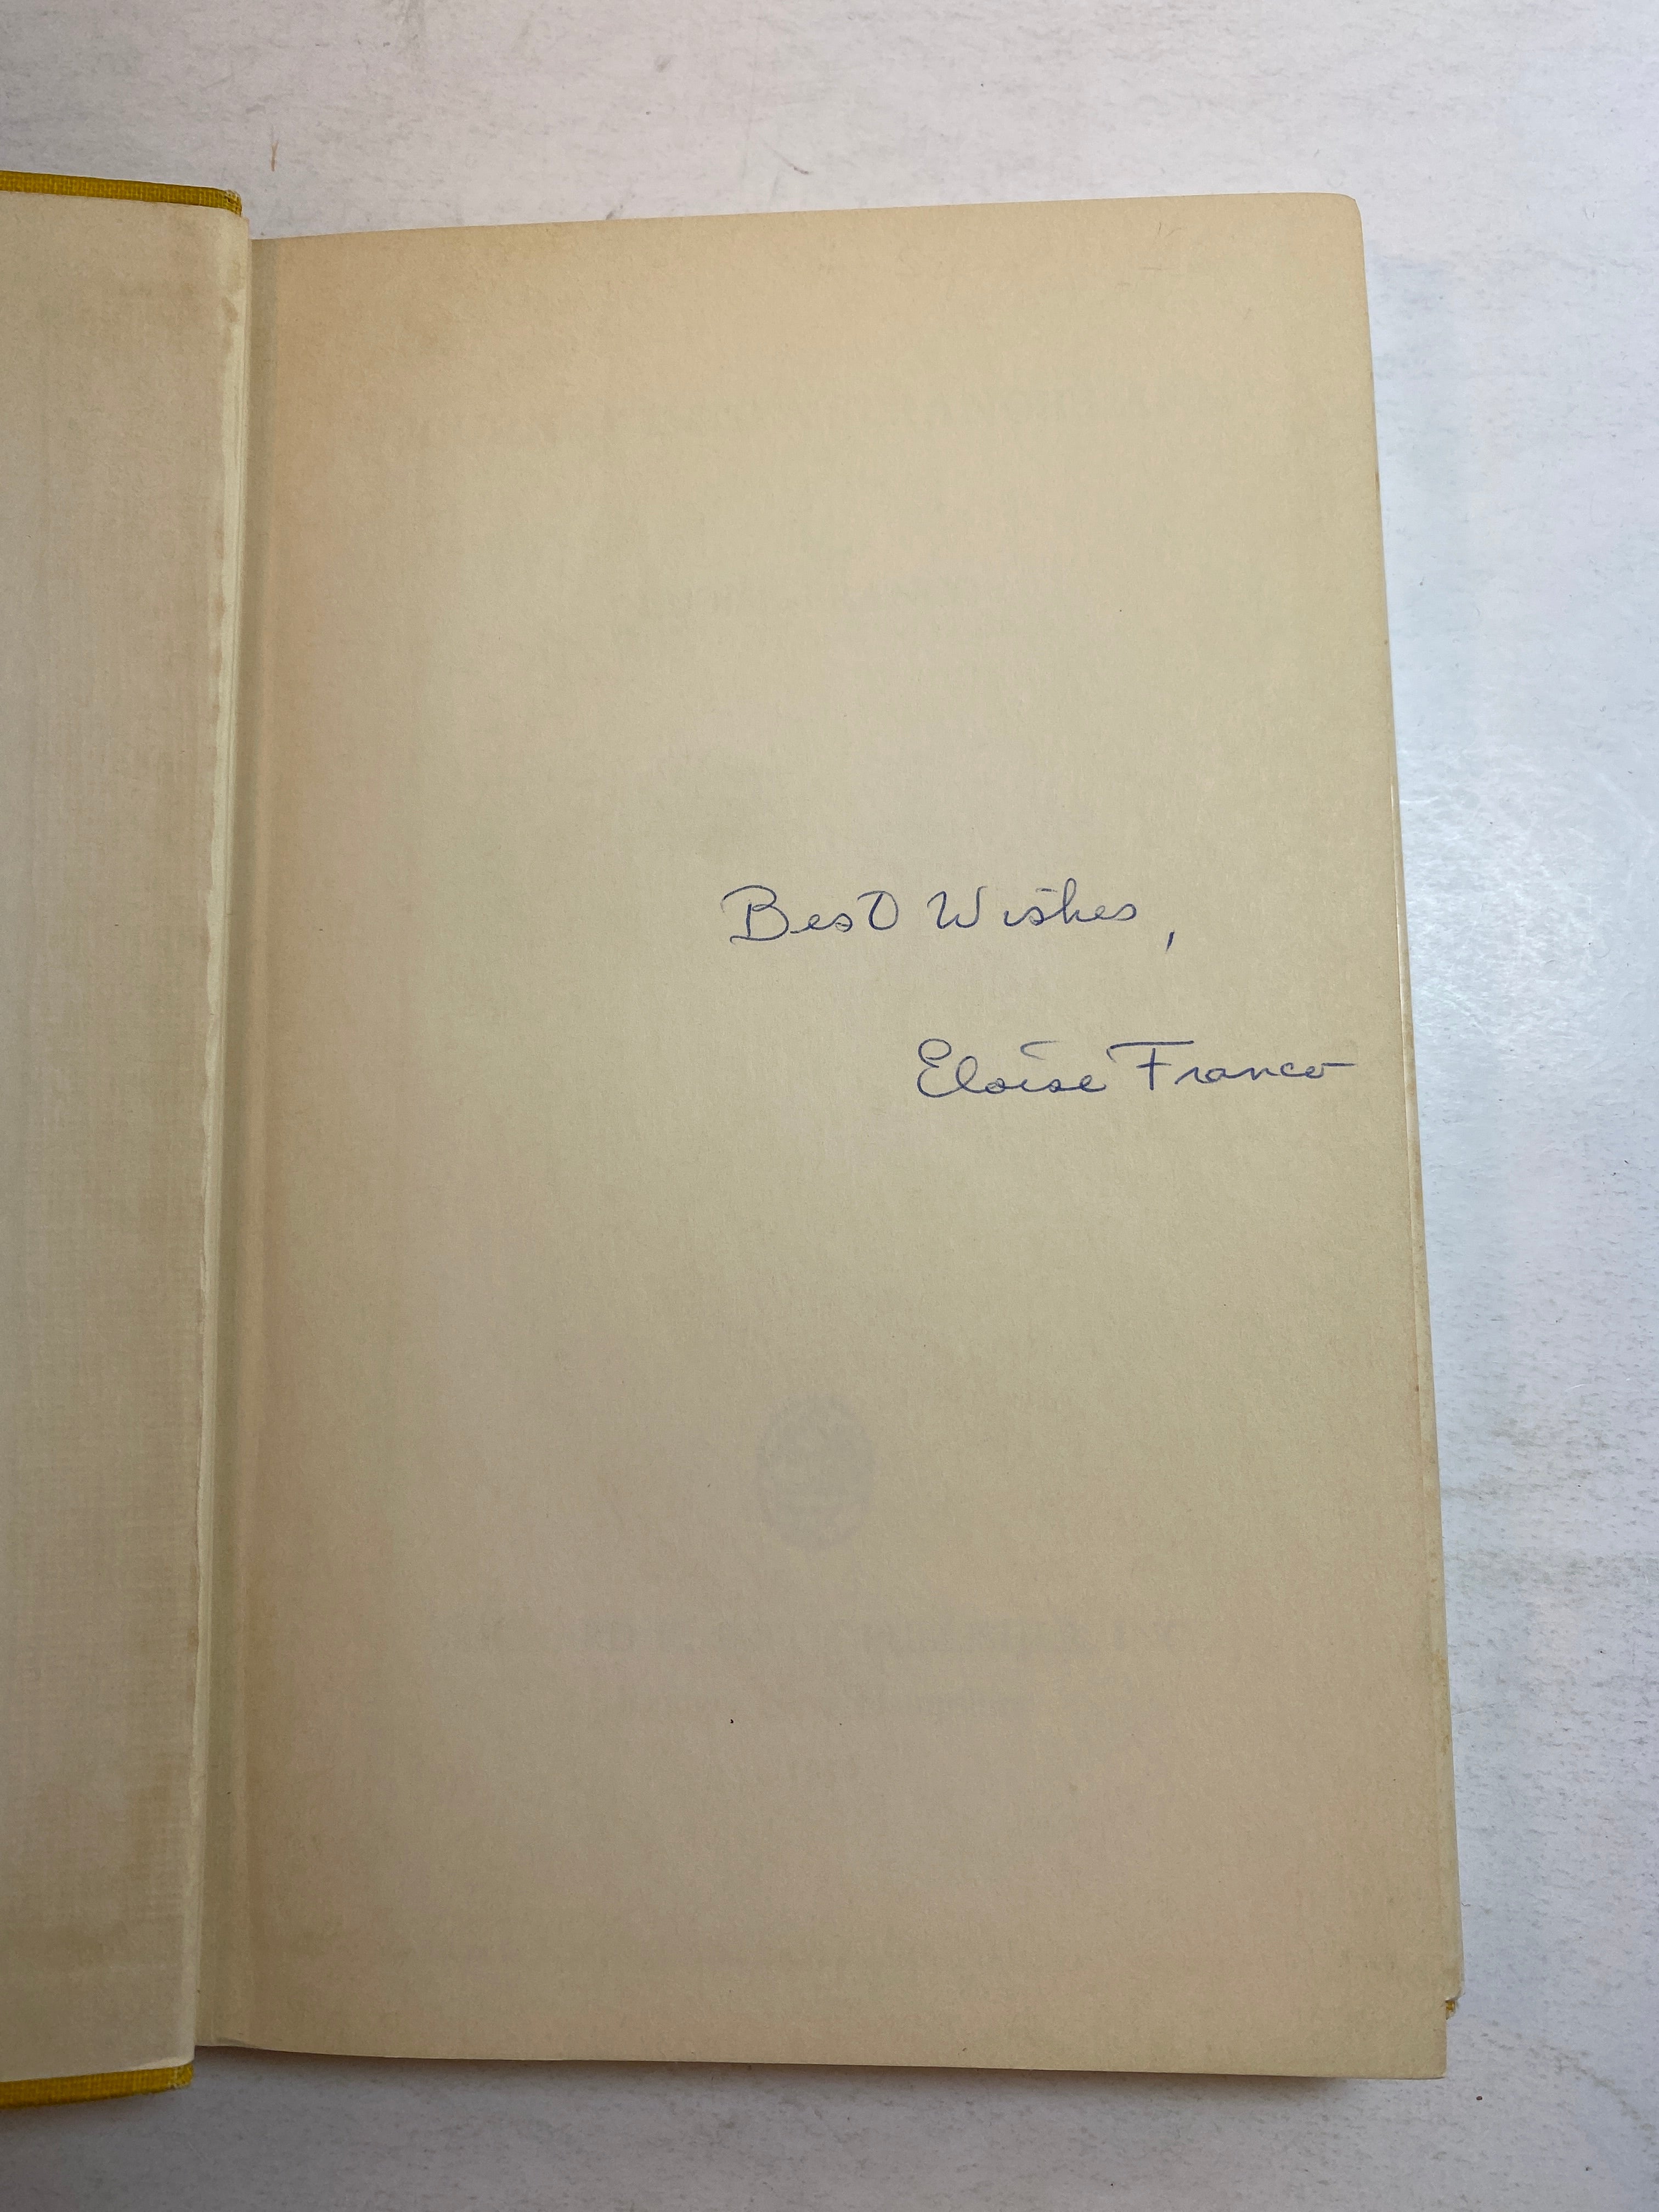 Best Wishes,
Eloise Franco